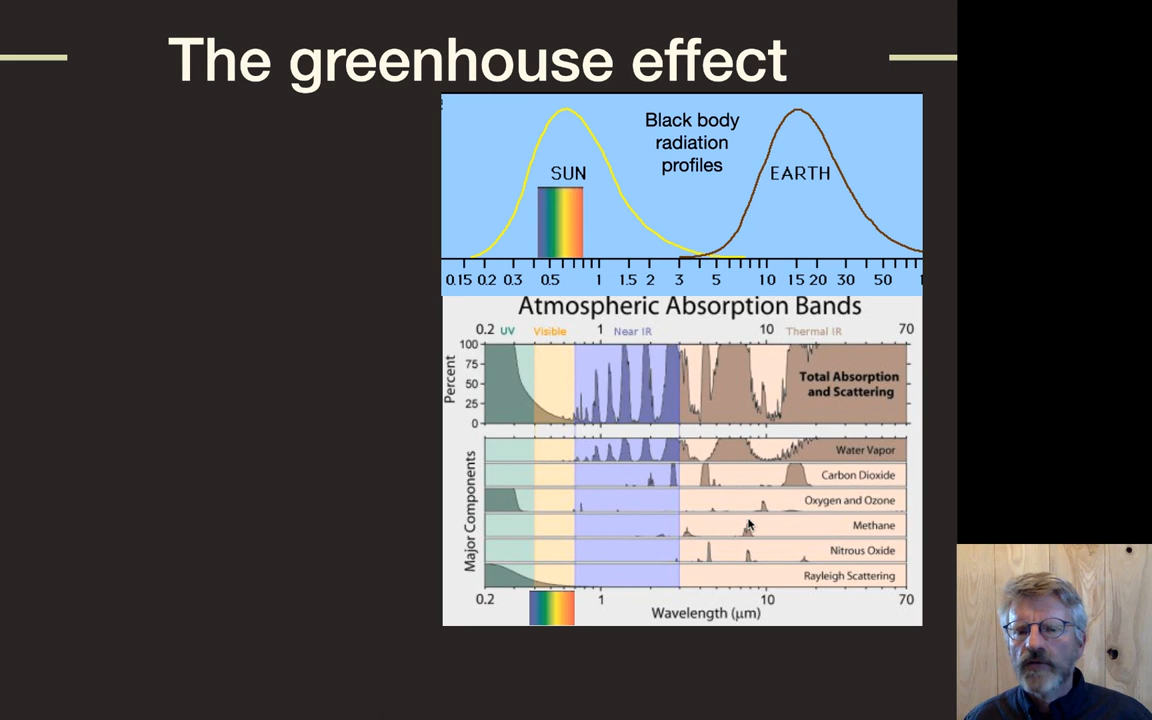 The greenhouse effect
Black body
radiation
profiles
SUN
EARTH
0.15 0.2 0.3 0.5 1 1.5 2 3 5 10 15 20 30 50
Atmospheric Absorption Bands
0.2 UV Visible 1 Near IR 10 Thermal IR 70
Percent
100
75
50
25
0
Total Absorption
and Scattering
Major Components
Water Vapor
Carbon Dioxide
Oxygen and Ozone
Methane
Nitrous Oxide
Rayleigh Scattering
0.2 1 10 70
Wavelength (μm)